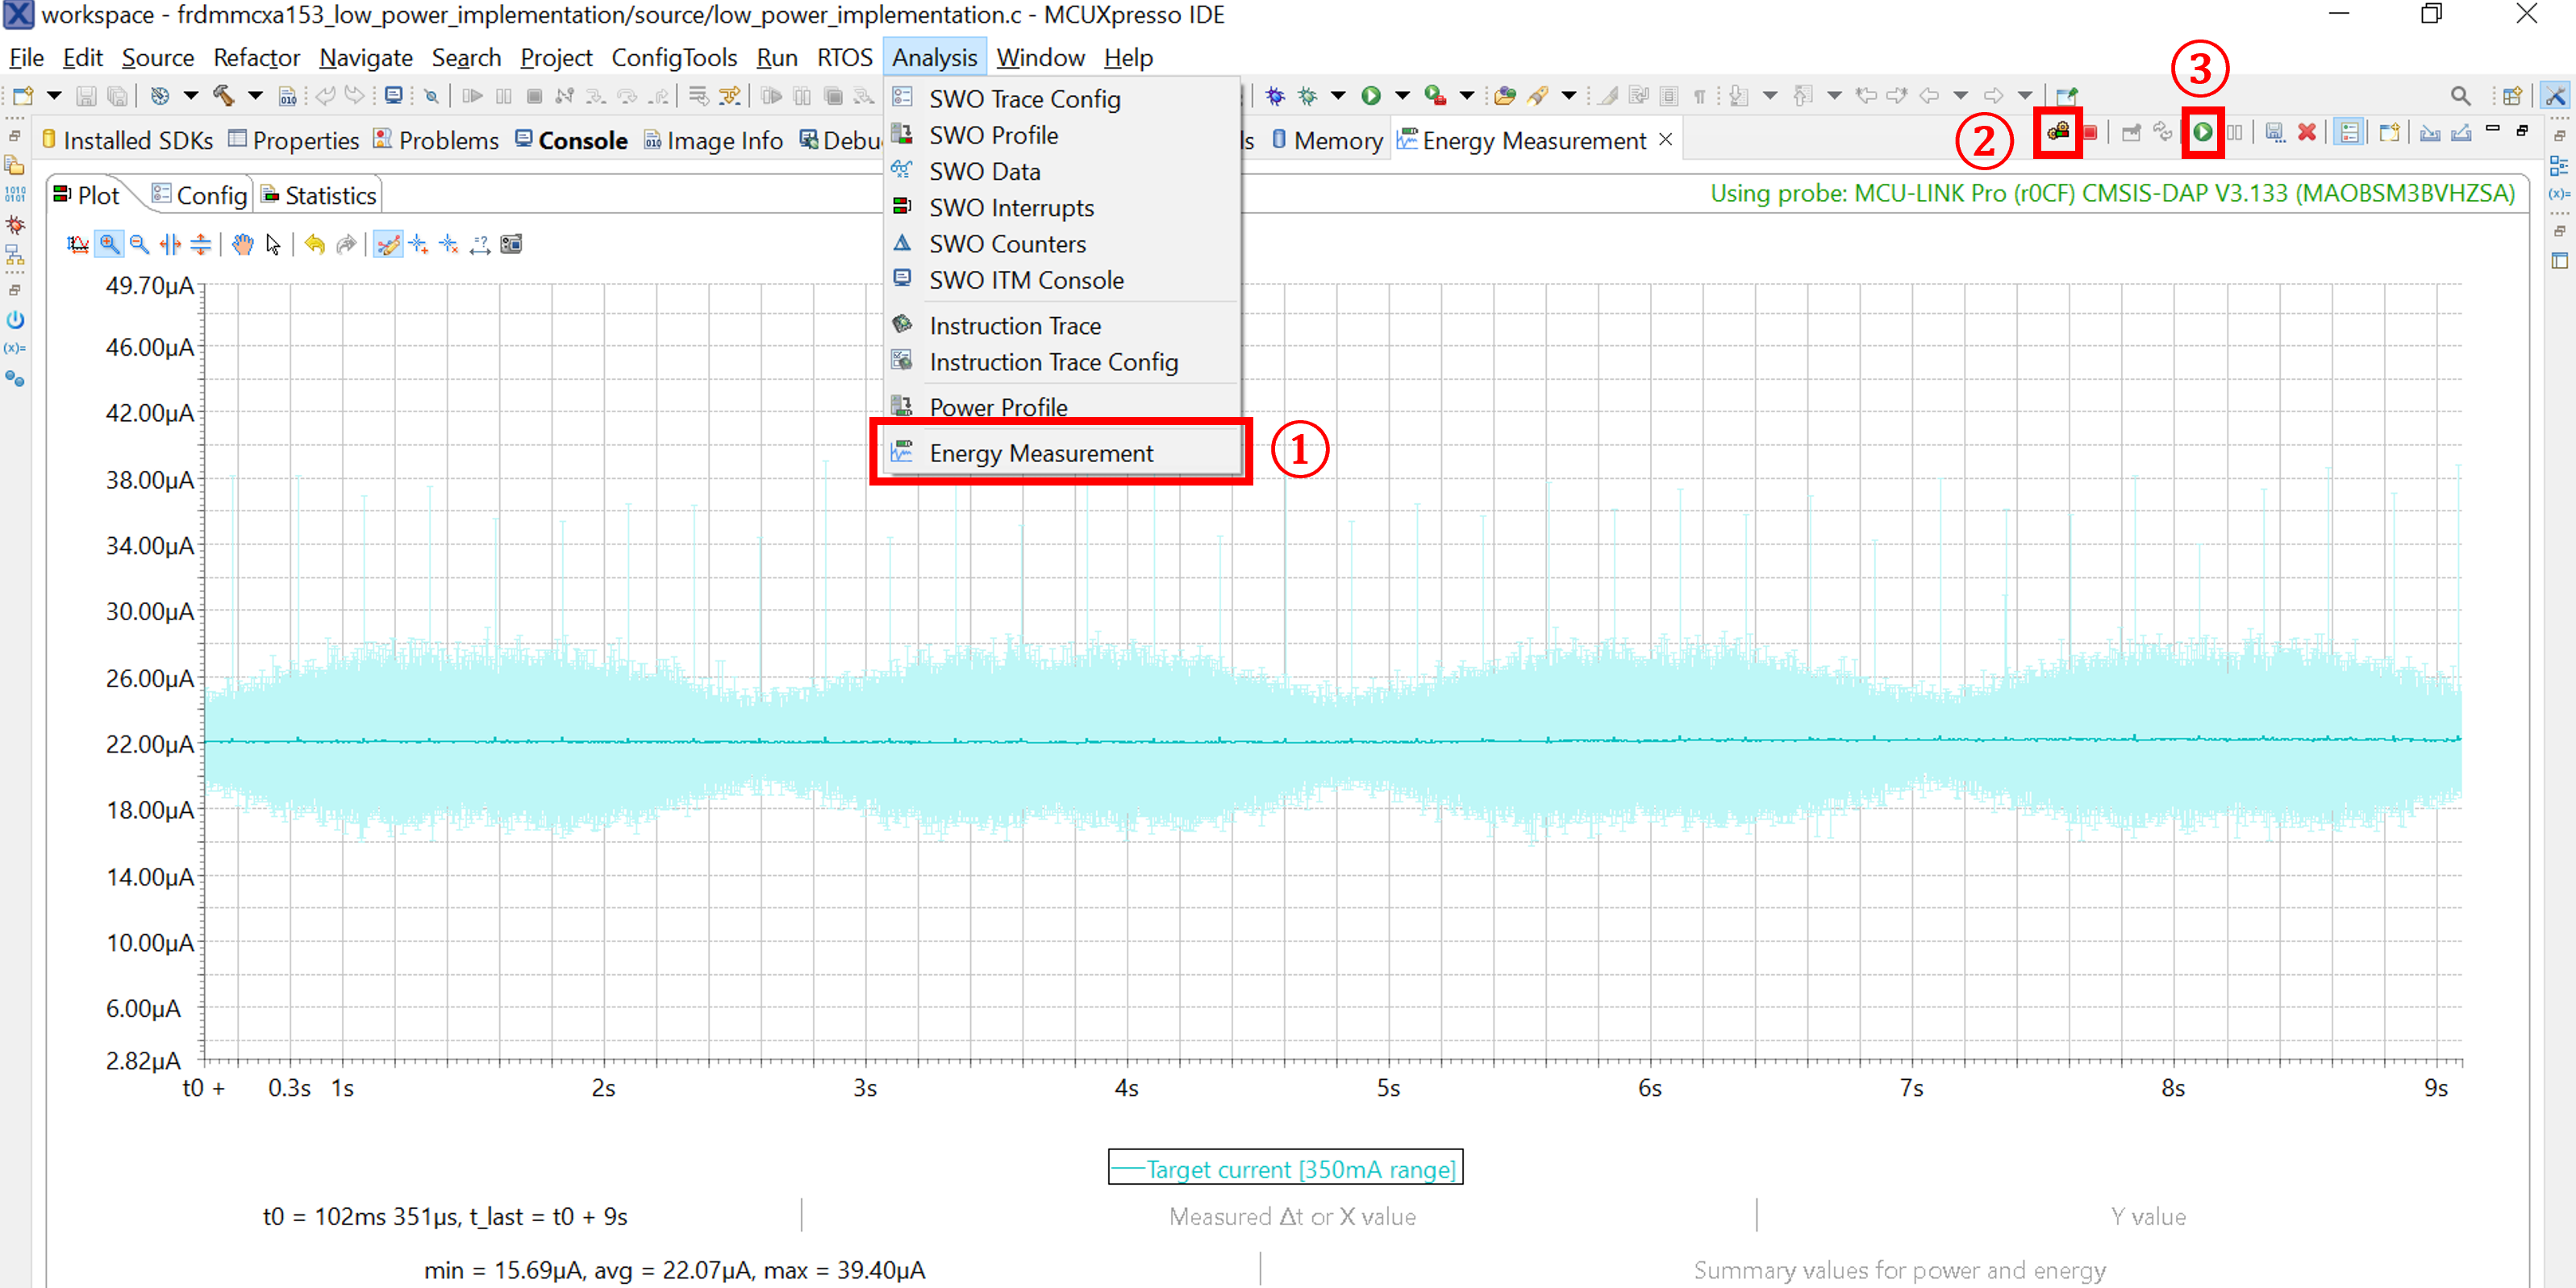 workspace - frdmmcxa153_low_power_implementation/source/low_power_implementation.c - MCUXpresso IDE
File Edit Source Refactor Navigate Search Project ConfigTools Run RTOS Analysis Window Help
③
②
Installed SDKs Properties Problems Console Image Info Debu ls Memory Energy Measurement
SWO Trace Config
SWO Profile
SWO Data
SWO Interrupts
SWO Counters
SWO ITM Console
Instruction Trace
Instruction Trace Config
Power Profile
Energy Measurement
①
Plot Config Statistics
Using probe: MCU-LINK Pro (r0CF) CMSIS-DAP V3.133 (MAOBSM3BVHZSA)
49.70µA
46.00µA
42.00µA
38.00µA
34.00µA
30.00µA
26.00µA
22.00µA
18.00µA
14.00µA
10.00µA
6.00µA
2.82µA
t0 + 0.3s 1s 2s 3s 4s 5s 6s 7s 8s 9s
Target current [350mA range]
t0 = 102ms 351µs, t_last = t0 + 9s
Measured Δt or X value
Y value
min = 15.69µA, avg = 22.07µA, max = 39.40µA
Summary values for power and energy